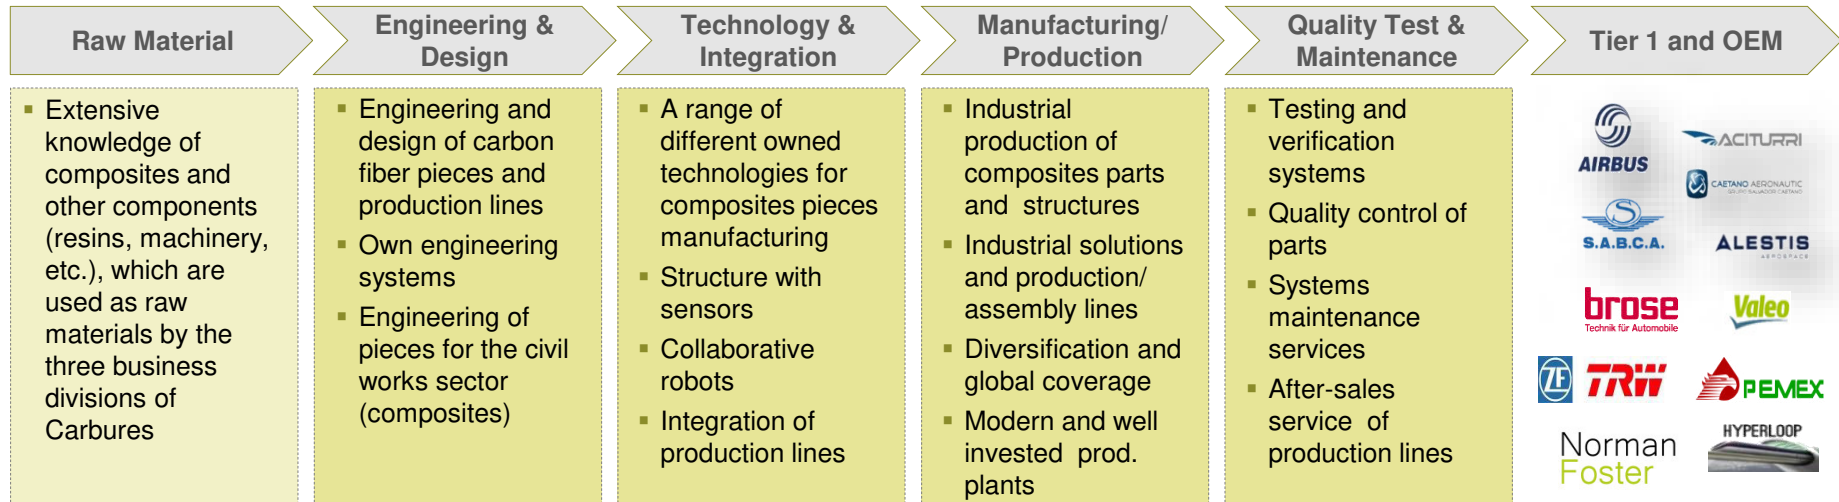 Raw Material
Engineering &
Design
Technology &
Integration
Manufacturing/
Production
Quality Test &
Maintenance
Tier 1 and OEM
Extensive
knowledge of
composites and
other components
(resins, machinery,
etc.), which are
used as raw
materials by the
three business
divisions of
Carbures
Engineering and
design of carbon
fiber pieces and
production lines
Own engineering
systems
Engineering of
pieces for the civil
works sector
(composites)
A range of
different owned
technologies for
composites pieces
manufacturing
Structure with
sensors
Collaborative
robots
Integration of
production lines
Industrial
production of
composites parts
and structures
Industrial solutions
and production/
assembly lines
Diversification and
global coverage
Modern and well
invested prod.
plants
Testing and
verification
systems
Quality control of
parts
Systems
maintenance
services
After-sales
service of
production lines
AIRBUS
ACITURRI
CAETANO AERONAUTIC
GRUPO SALVADOR CAETANO
S
S.A.B.C.A.
ALESTIS
AEROSPACE
brose
Technik für Automobile
Valeo
ZF
TRW
PEMEX
Norman
Foster
HYPERLOOP